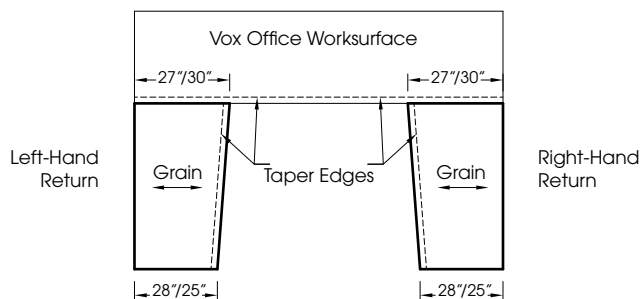 Vox Office Worksurface
27"/30"
27"/30"
Left-Hand
Return
Grain
Taper Edges
Grain
Right-Hand
Return
28"/25"
28"/25"